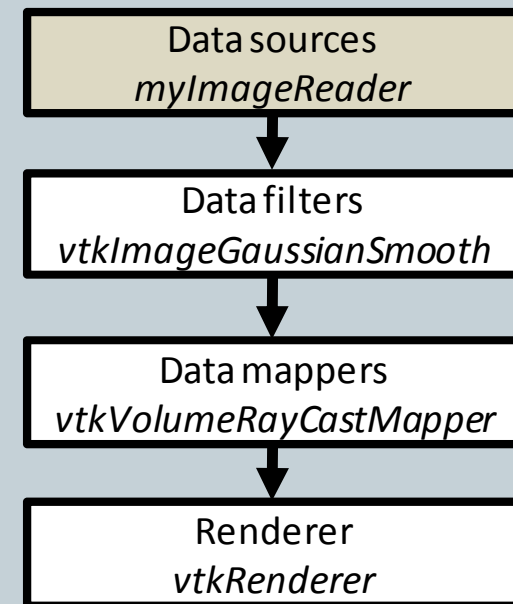 Data sources
myImageReader
Data filters
vtkImageGaussianSmooth
Data mappers
vtkVolumeRayCastMapper
Renderer
vtkRenderer